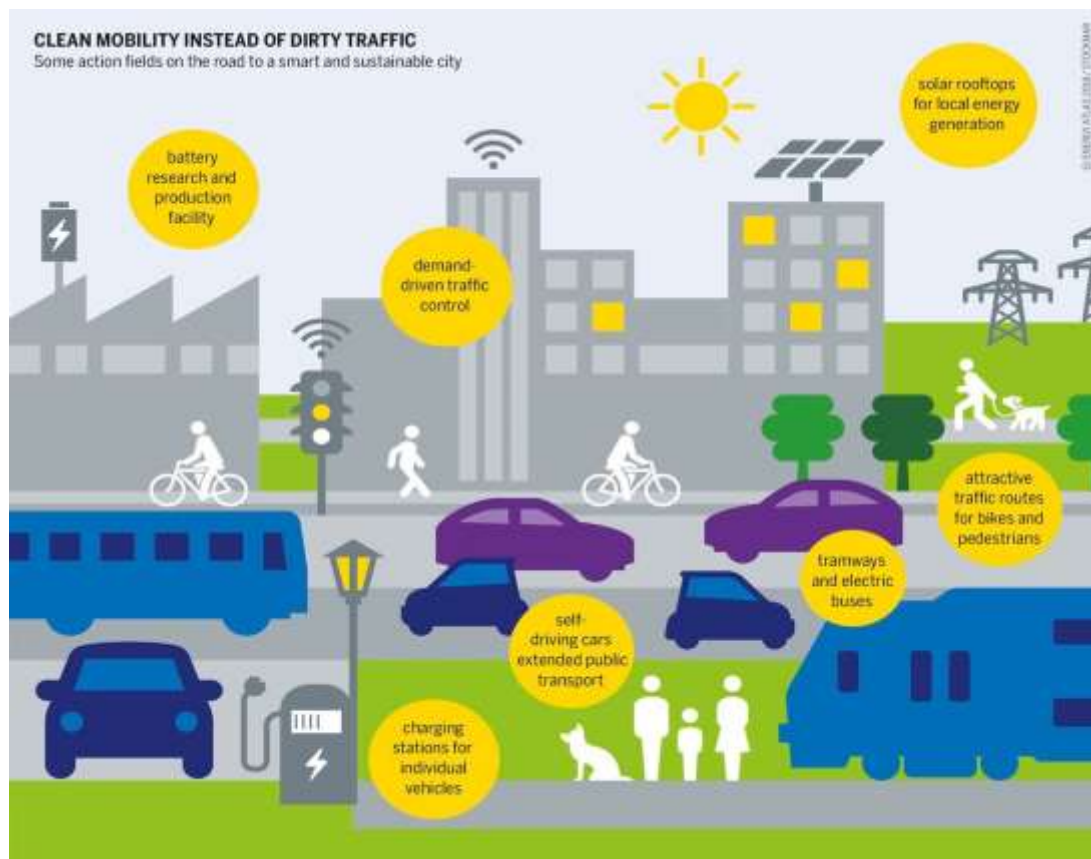 CLEAN MOBILITY INSTEAD OF DIRTY TRAFFIC
Some action fields on the road to a smart and sustainable city
solar rooftops
for local energy
generation
battery
research and
production
facility
demand-
driven traffic
control
attractive
traffic routes
for bikes and
pedestrians
tramways
and electric
buses
self-
driving cars
extended public
transport
charging
stations for
individual
vehicles